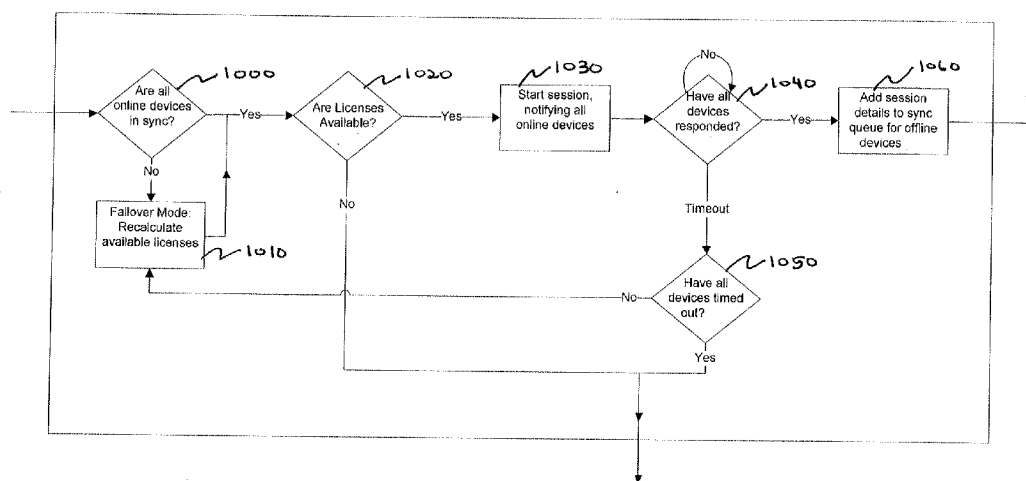 1000
Are all
online devices
in sync?
Yes
No
Failover Mode:
Recalculate
available licenses
1010
1020
Are Licenses
Available?
Yes
No
1030
Start session,
notifying all
online devices
No
1040
Have all
devices
responded?
Yes
Timeout
1050
Have all
devices timed
out?
No
Yes
1060
Add session
details to sync
queue for offline
devices